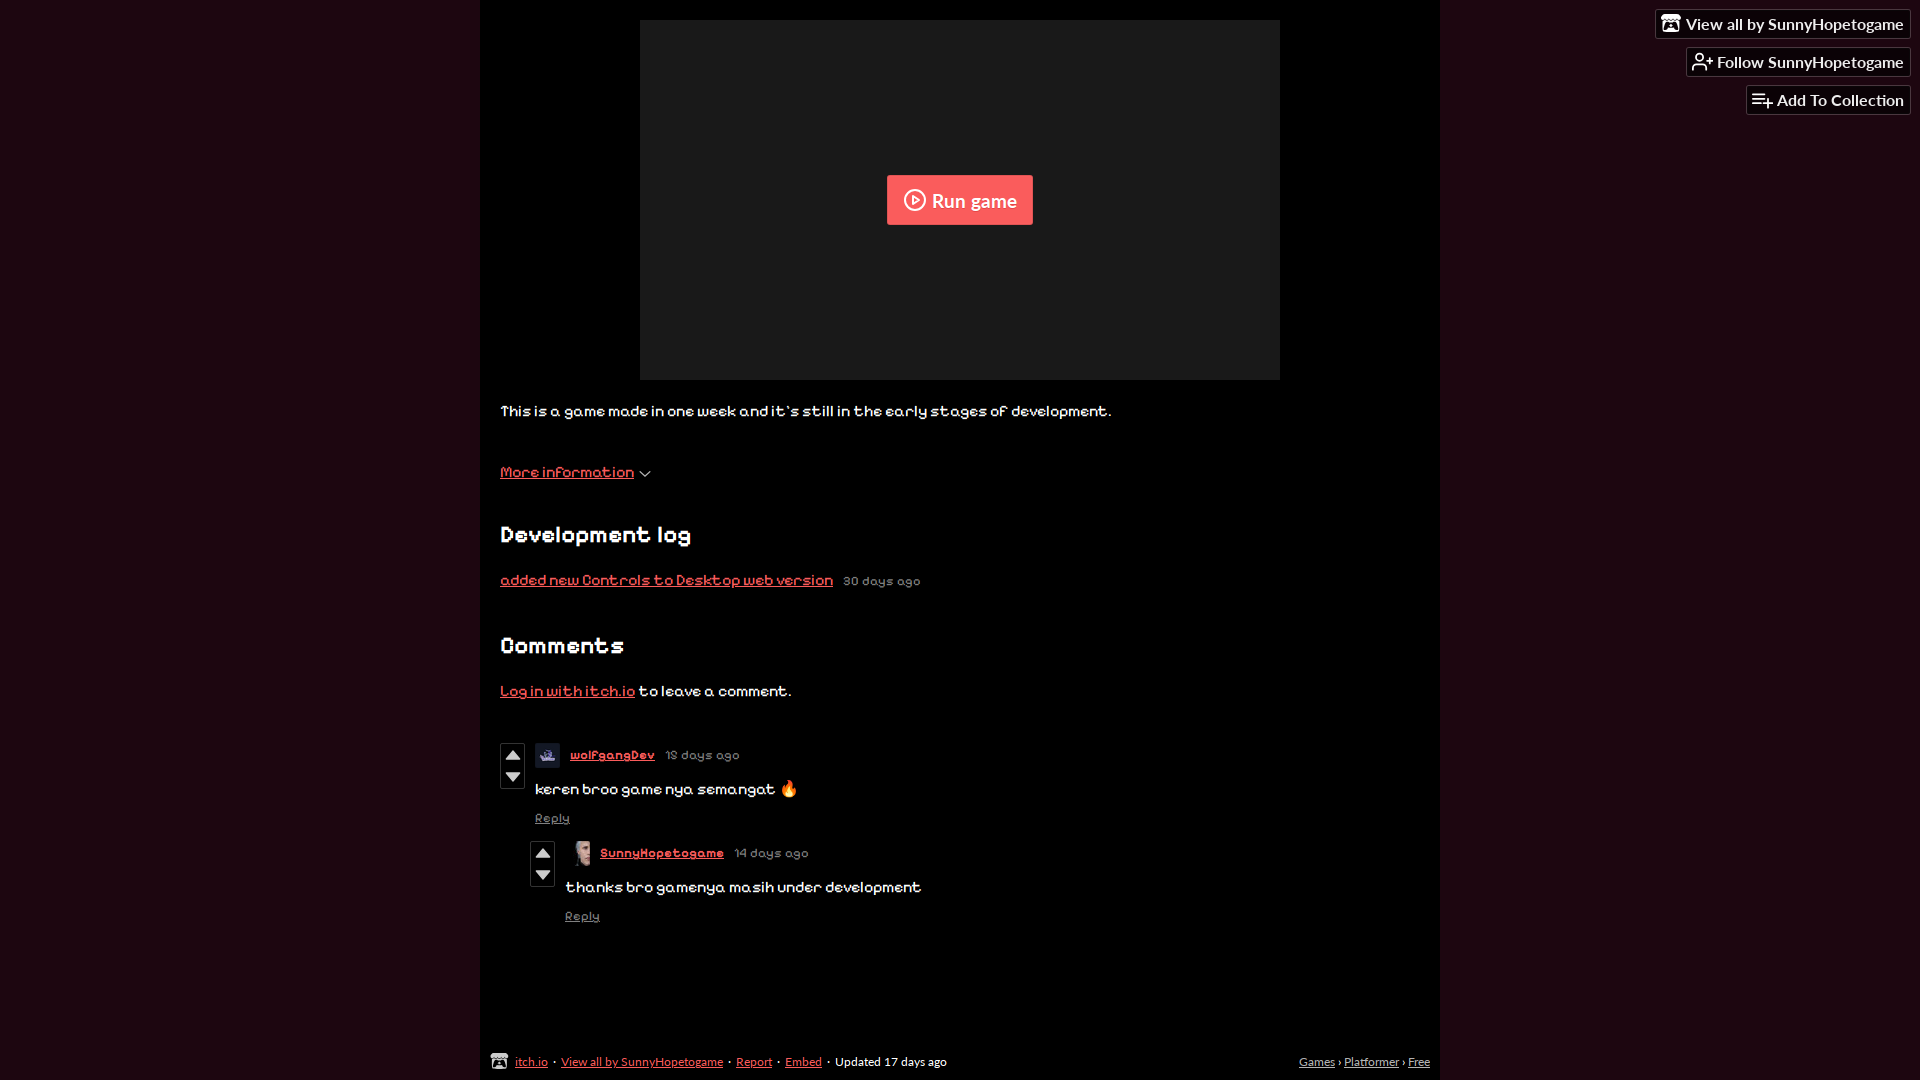 View all by SunnyHopetogame
Follow SunnyHopetogame
Add To Collection
Run game
This is a game made in one week and it's still in the early stages of development.
More information
Development log
added new Controls to Desktop web version 30 days ago
Comments
Log in with itch.io to leave a comment.
wolfgangDev 18 days ago
keren broo game nya semangat 🔥
Reply
SunnyHopetogame 14 days ago
thanks bro gamenya masih under development
Reply
itch.io · View all by SunnyHopetogame · Report · Embed · Updated 17 days ago
Games › Platformer › Free